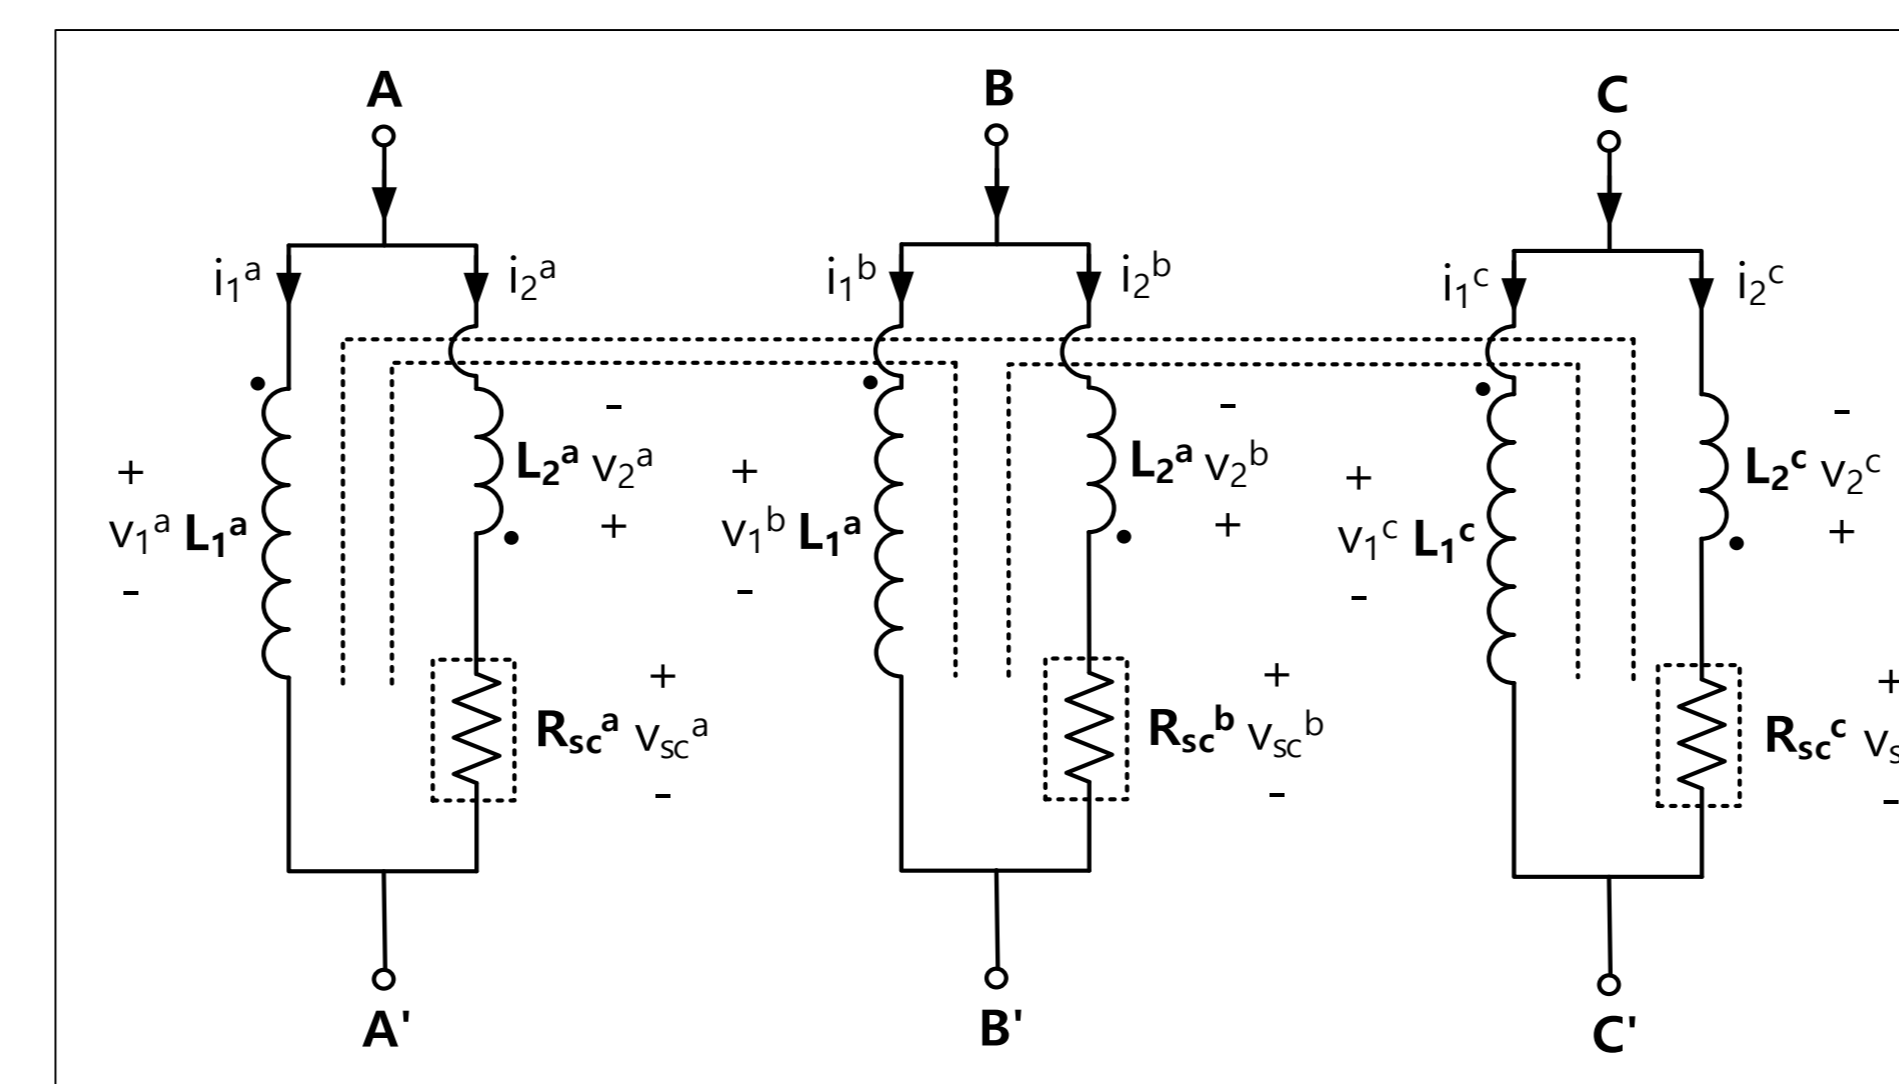 A B C
i₁ᵃ i₂ᵃ i₁ᵇ i₂ᵇ i₁ᶜ i₂ᶜ
- - -
+ L₂ᵃ v₂ᵃ + L₂ᵃ v₂ᵇ + L₂ᶜ v₂ᶜ
v₁ᵃ L₁ᵃ + v₁ᵇ L₁ᵃ + v₁ᶜ L₁ᶜ +
- - -
+ + +
Rscᵃ vscᵃ Rscᵇ vscᵇ Rscᶜ vs
- - -
A' B' C'